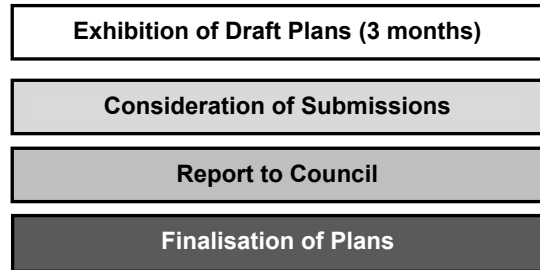 Exhibition of Draft Plans (3 months)
Consideration of Submissions
Report to Council
Finalisation of Plans